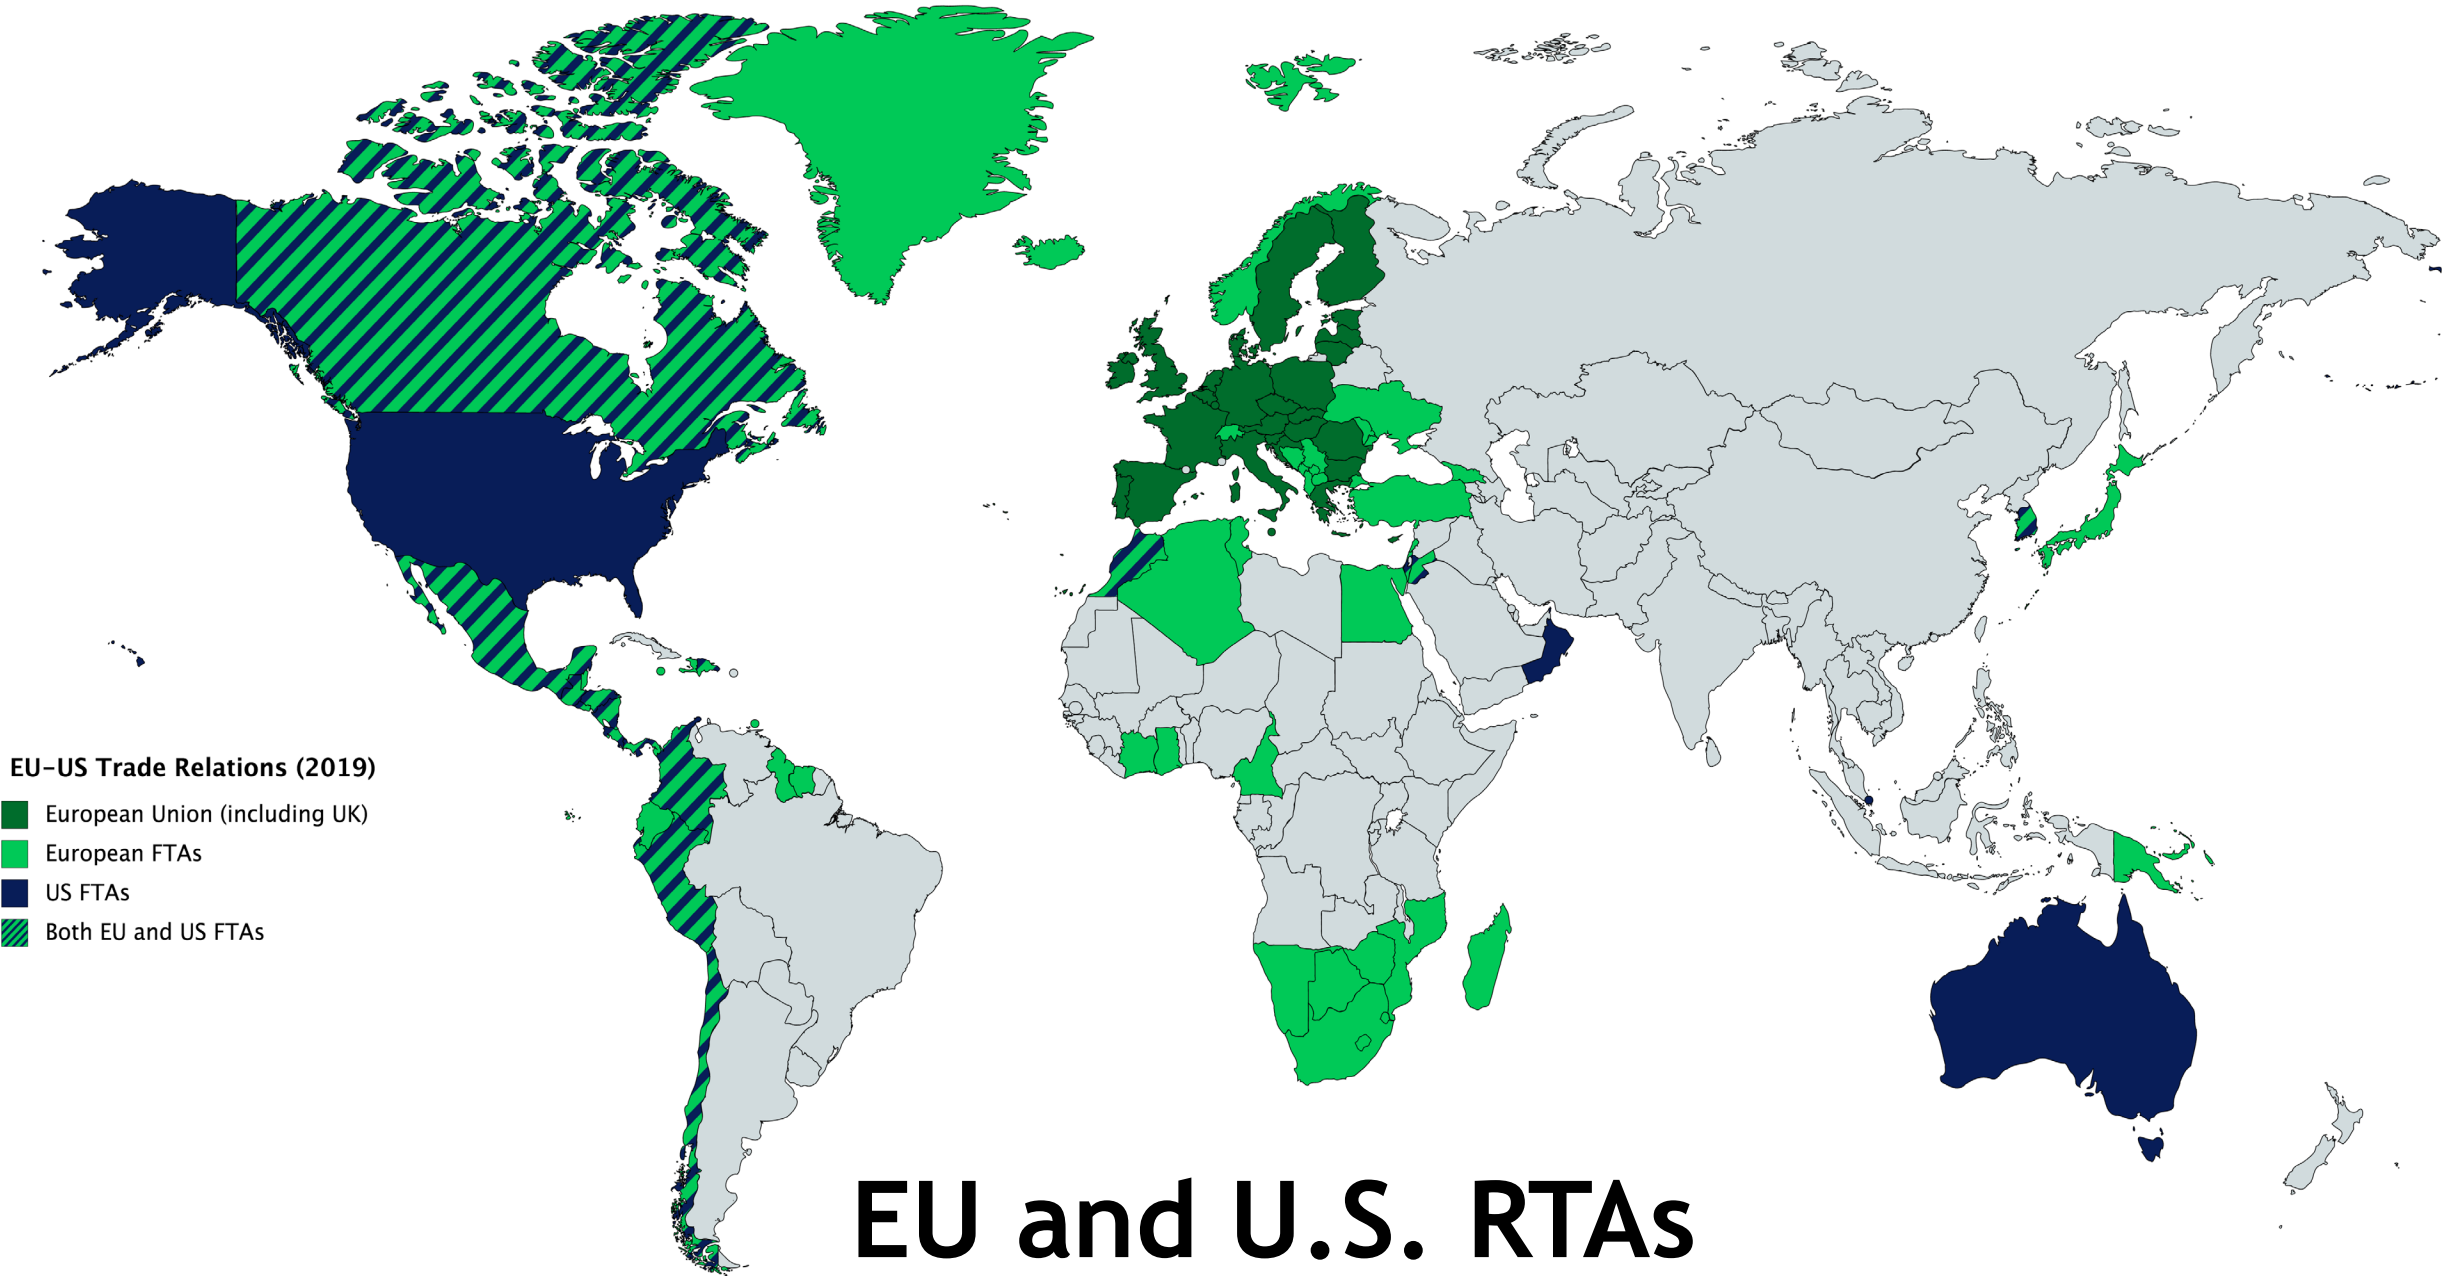 EU-US Trade Relations (2019)
European Union (including UK)
European FTAs
US FTAs
Both EU and US FTAs
EU and U.S. RTAs